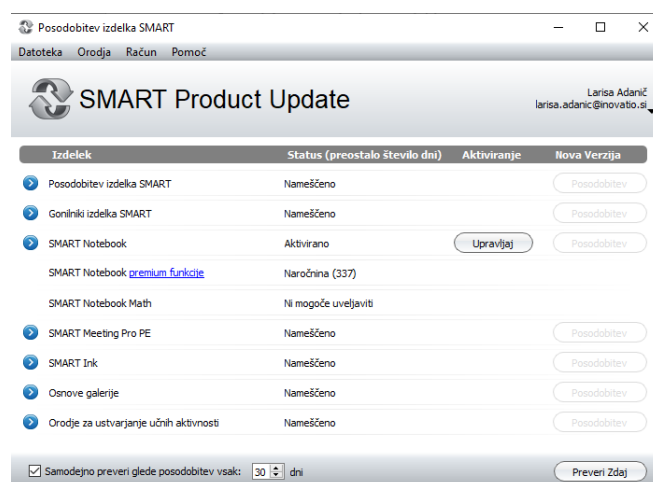 Posodobitev izdelka SMART
Datoteka Orodja Račun Pomoč
SMART Product Update
Larisa Adanič
larisa.adanic@inovatio.si
Izdelek Status (preostalo število dni) Aktiviranje Nova Verzija
Posodobitev izdelka SMART Nameščeno Posodobitev
Gonilniki izdelka SMART Nameščeno Posodobitev
SMART Notebook Aktivirano Upravljaj Posodobitev
SMART Notebook premium funkcije Naročnina (337)
SMART Notebook Math Ni mogoče uveljaviti
SMART Meeting Pro PE Nameščeno Posodobitev
SMART Ink Nameščeno Posodobitev
Osnove galerije Nameščeno Posodobitev
Orodje za ustvarjanje učnih aktivnosti Nameščeno Posodobitev
Samodejno preveri glede posodobitev vsak: 30 dni Preveri Zdaj